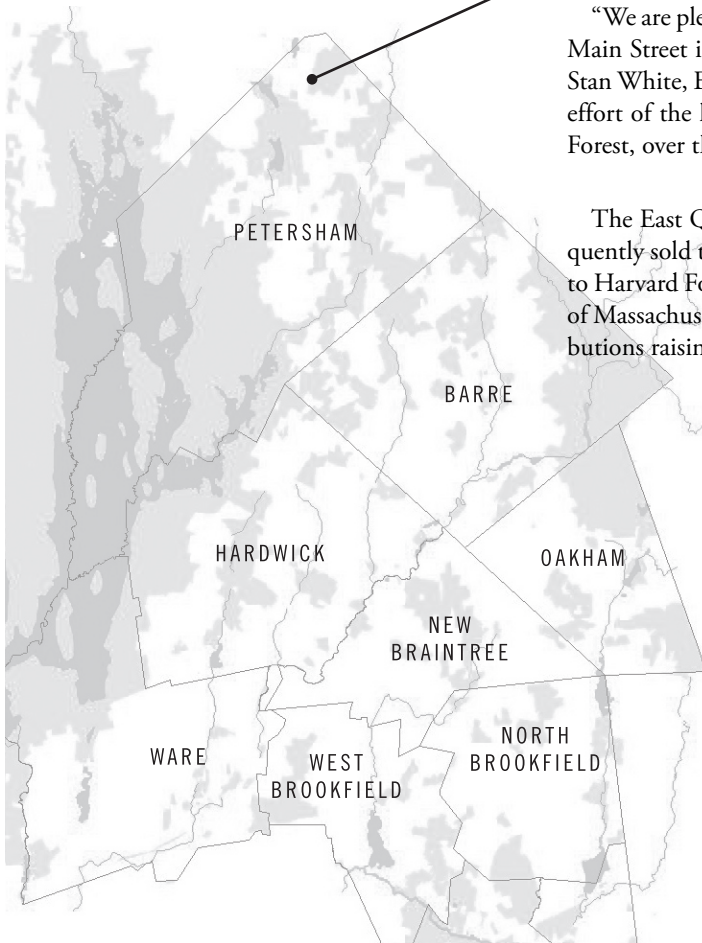 “We are ple
Main Street i
Stan White, E
effort of the
Forest, over th
The East Q
quently sold t
to Harvard Fo
of Massachus
butions raisin
PETERSHAM
BARRE
HARDWICK
OAKHAM
NEW
BRAINTREE
WARE
WEST
BROOKFIELD
NORTH
BROOKFIELD